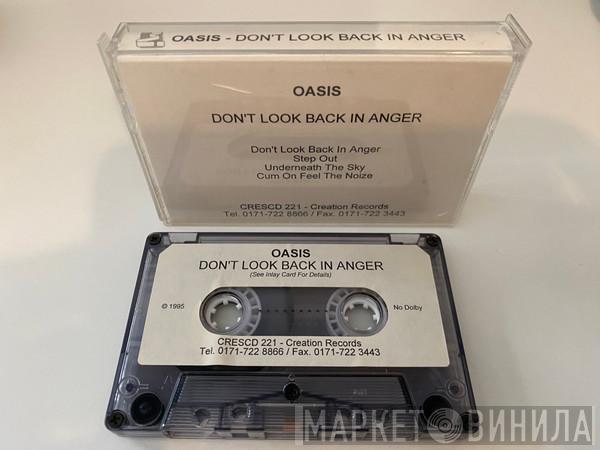 OASIS - DON'T LOOK BACK IN ANGER
OASIS
DON'T LOOK BACK IN ANGER
Don't Look Back In Anger
Step Out
Underneath The Sky
Cum On Feel The Noize
CRESCD 221 - Creation Records
Tel. 0171-722 8866 / Fax. 0171-722 3443
OASIS
DON'T LOOK BACK IN ANGER
(See Inlay Card For Details)
© 1995
No Dolby
CRESCD 221 - Creation Records
Tel. 0171-722 8866 / Fax. 0171-722 3443
МАРКЕТ ВИНИЛА